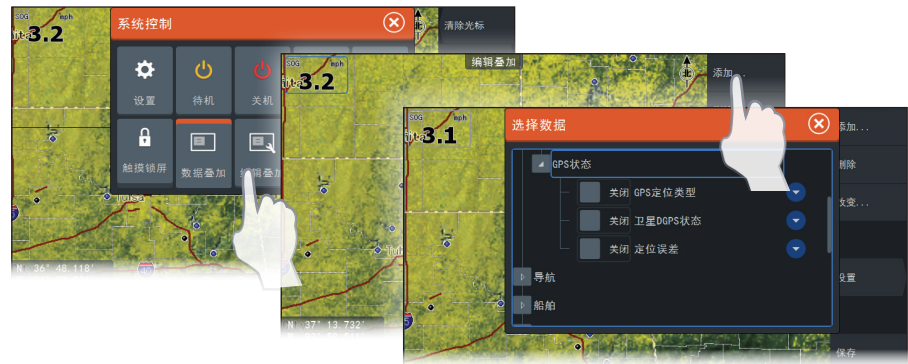 SOG mph
3.2
系统控制
北
清除光标
设置
待机
关机
触摸锁屏
数据叠加
编辑叠加
Tulsa
N 36° 48.118'
SOG mph
3.2
编辑叠加
北
添加...
N 37° 13.732'
SOG
3.1
选择数据
添加...
GPS状态
删除
关闭 GPS定位类型
改变...
关闭 卫星DGPS状态
关闭 定位误差
导航
设置
船舶
保存